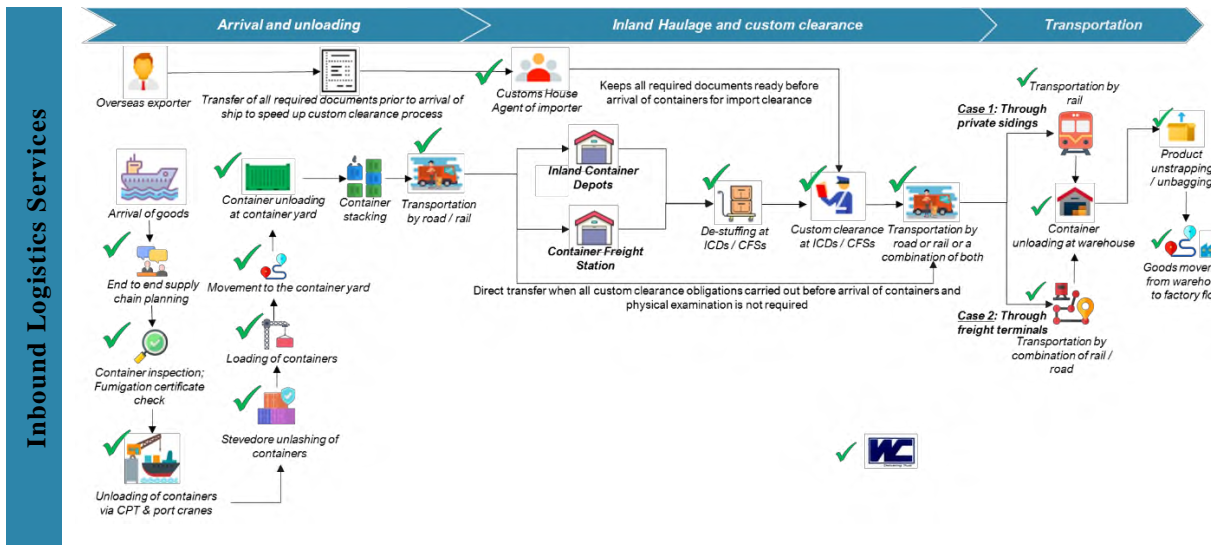 Inbound Logistics Services
Arrival and unloading
Inland Haulage and custom clearance
Transportation
Overseas exporter
Transfer of all required documents prior to arrival of
ship to speed up custom clearance process
Customs House
Agent of importer
Keeps all required documents ready before
arrival of containers for import clearance
Arrival of goods
End to end supply
chain planning
Container inspection;
Fumigation certificate
check
Unloading of containers
via CPT & port cranes
Stevedore unlashing of
containers
Loading of containers
Movement to the container yard
Container unloading
at container yard
Container
stacking
Transportation
by road / rail
Inland Container
Depots
Container Freight
Station
De-stuffing at
ICDs / CFSs
Custom clearance
at ICDs / CFSs
Transportation by
road or rail or a
combination of both
Direct transfer when all custom clearance obligations carried out before arrival of containers and
physical examination is not required
Case 1: Through
private sidings
Transportation by
rail
Container
unloading at warehouse
Case 2: Through
freight terminals
Transportation by
combination of rail /
road
Product
unstrapping
/ unbagging
Goods movem
from wareho
to factory flo
WC